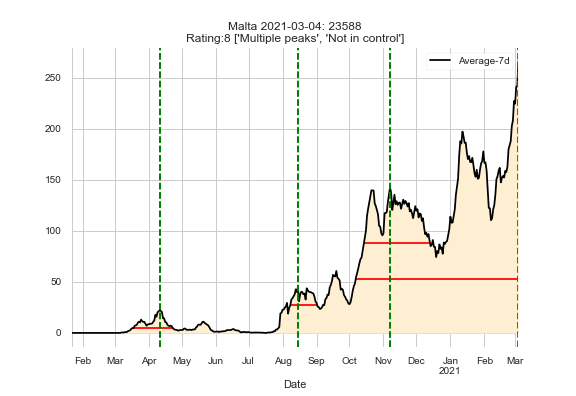 Malta 2021-03-04: 23588
Rating:8 ['Multiple peaks', 'Not in control']
Average-7d
250
200
150
100
50
0
Feb Mar Apr May Jun Jul Aug Sep Oct Nov Dec Jan Feb Mar
2021
Date